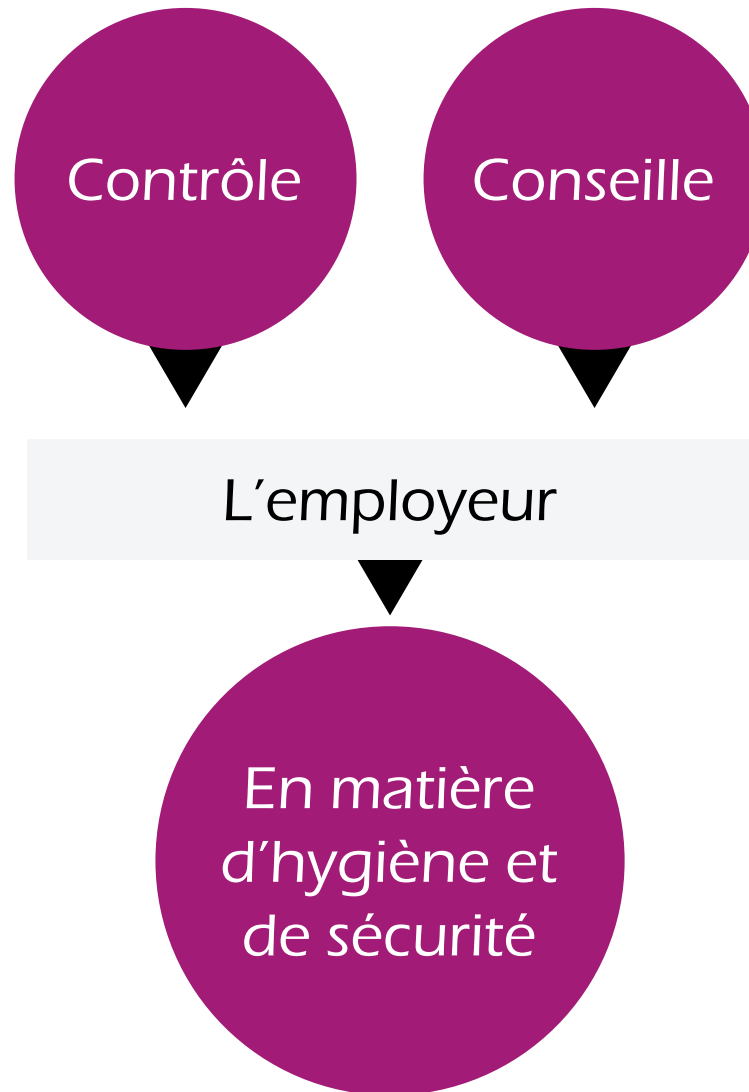 Contrôle
Conseille
L’employeur
En matière
d’hygiène et
de sécurité